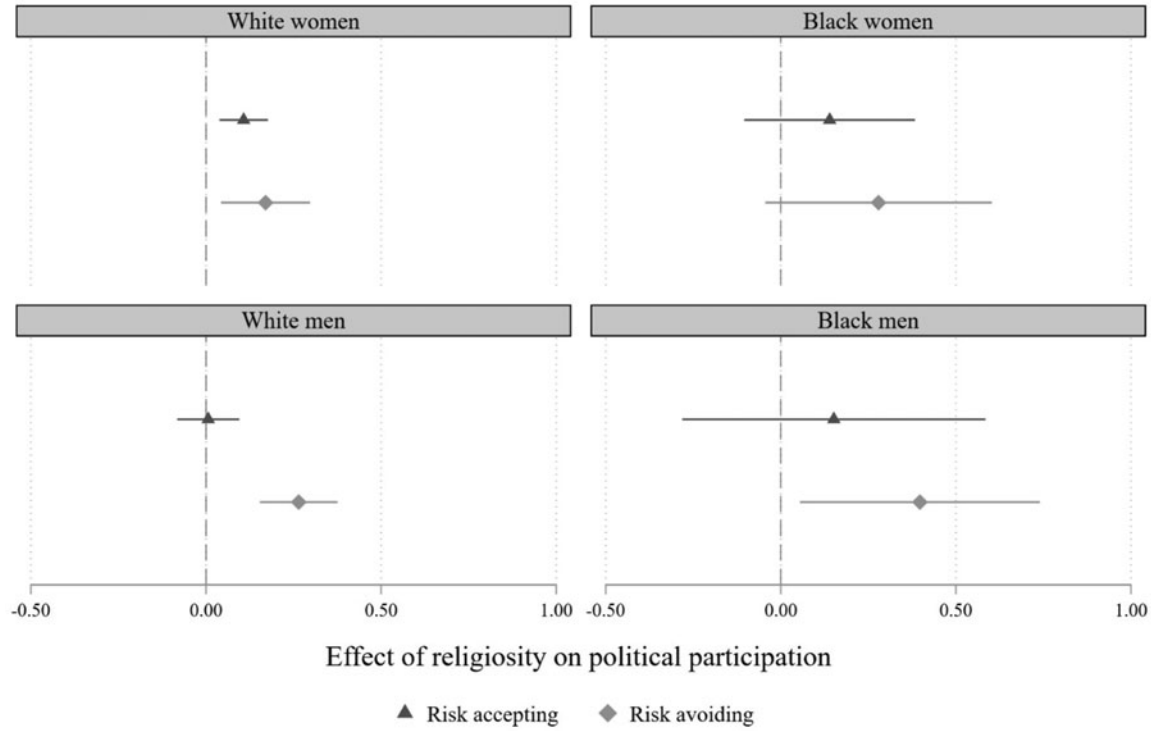 White women
Black women
White men
Black men
-0.50 0.00 0.50 1.00 -0.50 0.00 0.50 1.00
Effect of religiosity on political participation
Risk accepting Risk avoiding